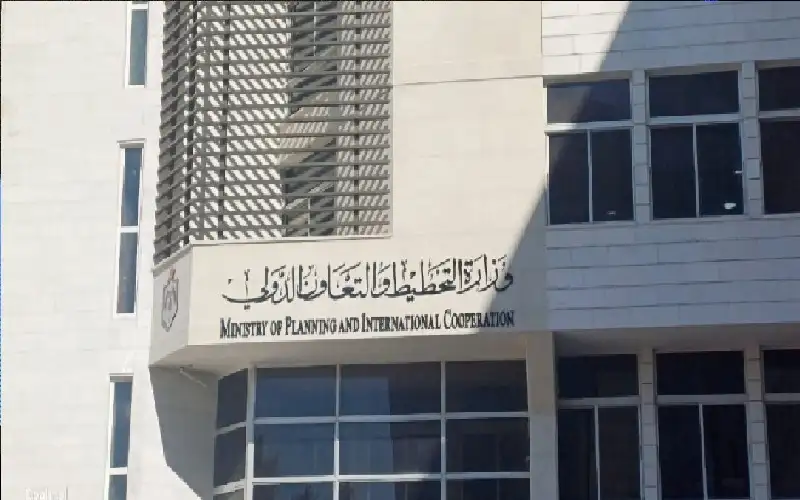 وزارة التخطيط والتعاون الدولي
MINISTRY OF PLANNING AND INTERNATIONAL COOPERATION